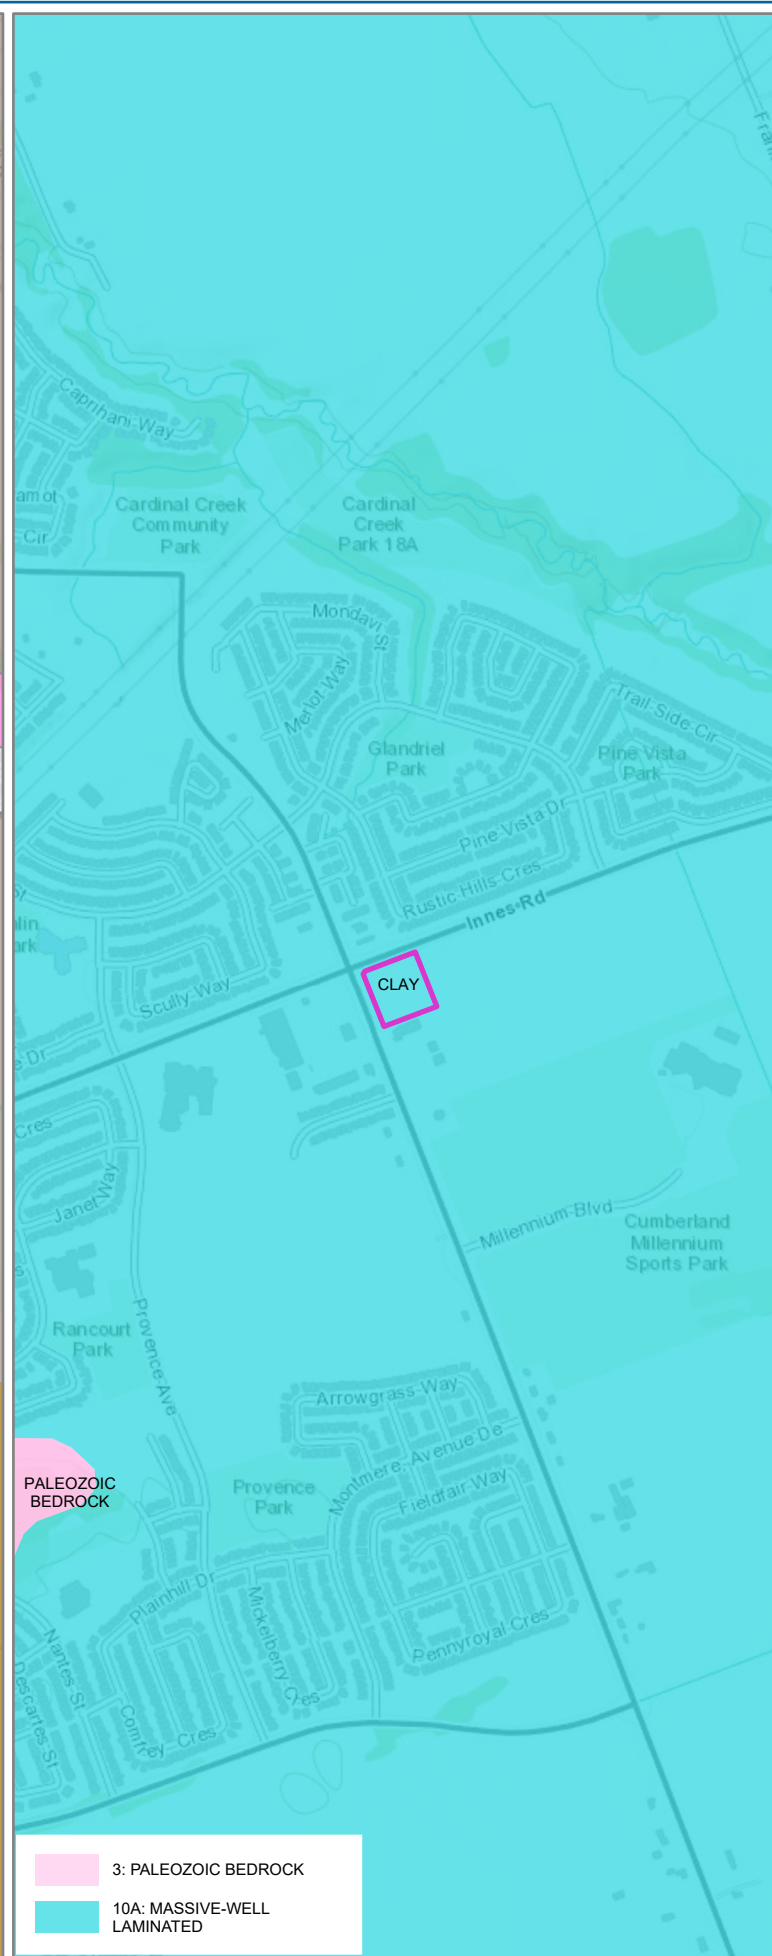 Caprihani Way
Cir
Cardinal Creek
Community
Park
Cardinal
Creek
Park 18A
Mondavi St
Merlot Way
Trail Side Cir
Glandriel
Park
Pine Vista
Park
Pine Vista Dr
Rustic Hills Cres
Innes Rd
CLAY
Scully Way
Dr
Cres
Janet Way
Millennium Blvd
Cumberland
Millennium
Sports Park
Provence Ave
Rancourt
Park
Arrowgrass Way
Montmere Avenue De
PALEOZOIC
BEDROCK
Provence
Park
Fieldfair Way
Plainhill Dr
Mickelberry Cres
Pennyroyal Cres
Nantes St
Descartes St
Comfrey Cres
3: PALEOZOIC BEDROCK
10A: MASSIVE-WELL
LAMINATED